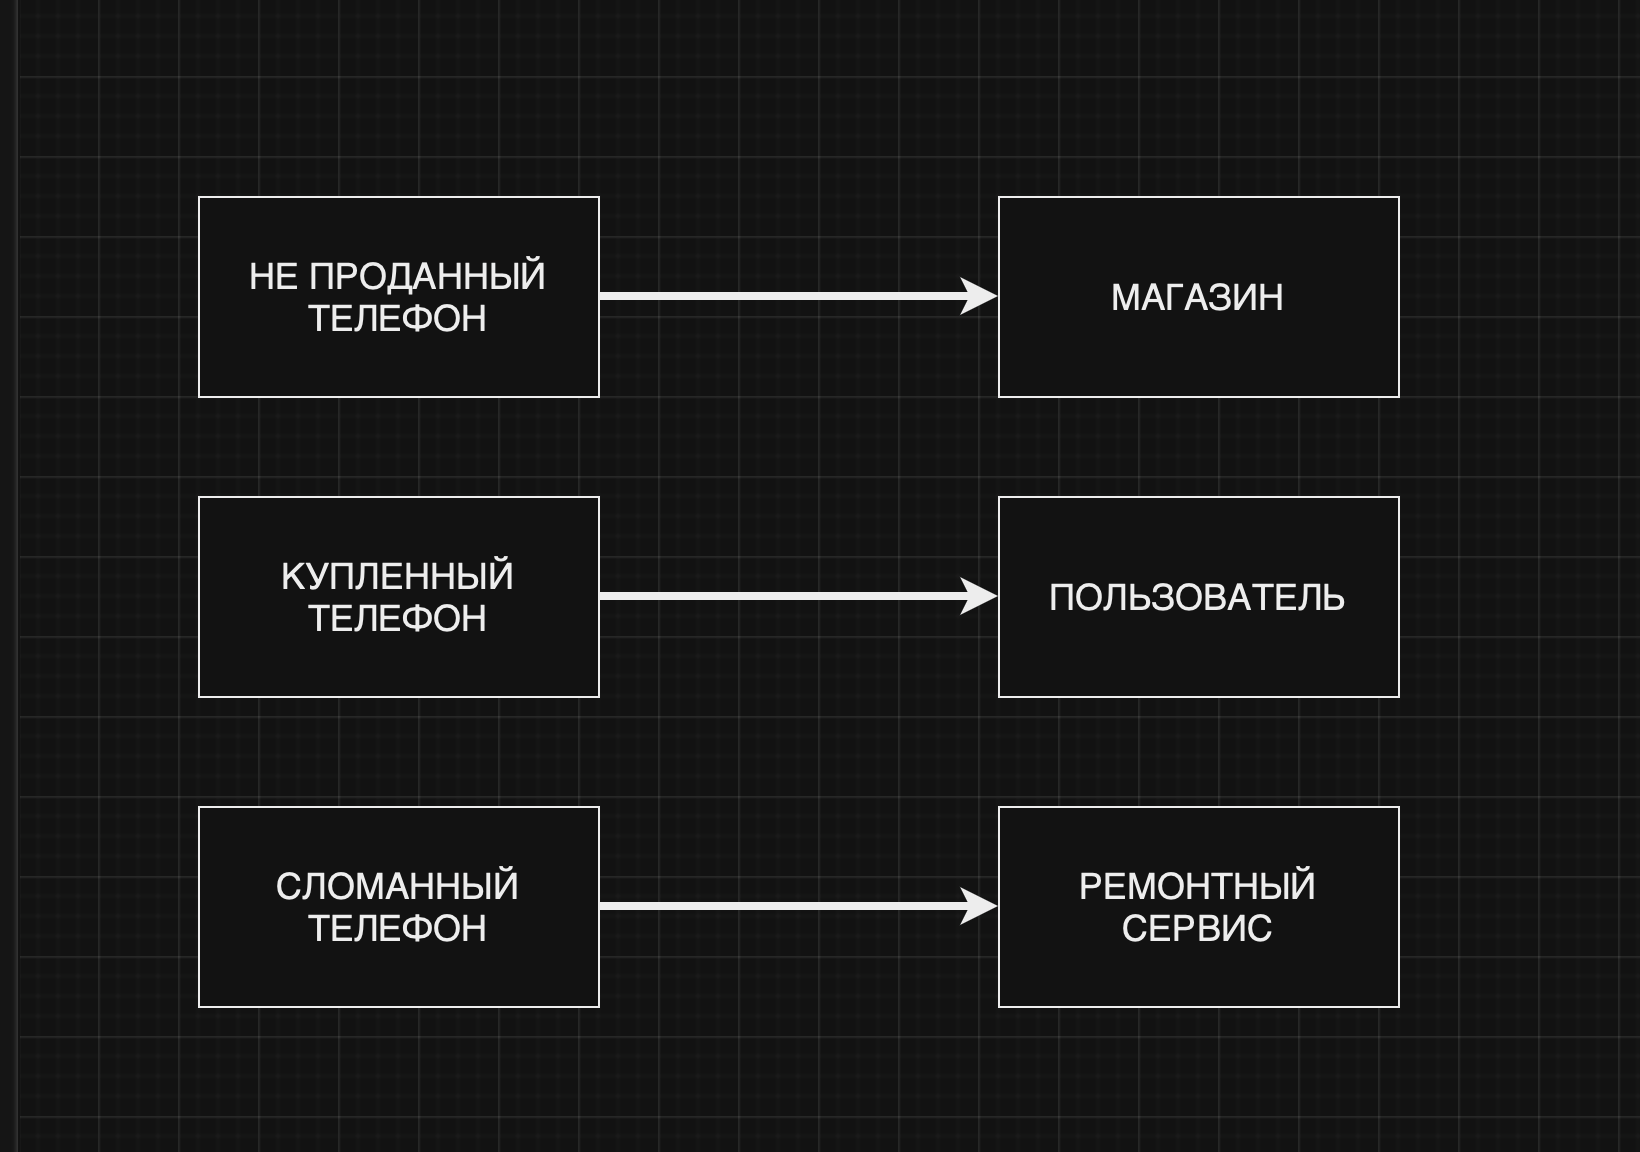 НЕ ПРОДАННЫЙ
ТЕЛЕФОН
МАГАЗИН
КУПЛЕННЫЙ
ТЕЛЕФОН
ПОЛЬЗОВАТЕЛЬ
СЛОМАННЫЙ
ТЕЛЕФОН
РЕМОНТНЫЙ
СЕРВИС